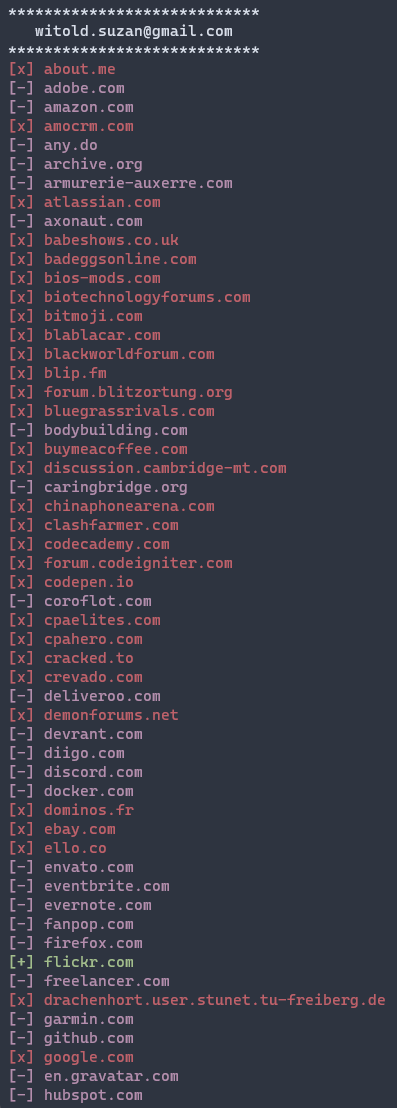 ****************************
witold.suzan@gmail.com
****************************
[x] about.me
[-] adobe.com
[-] amazon.com
[x] amocrm.com
[-] any.do
[-] archive.org
[-] armurerie-auxerre.com
[x] atlassian.com
[-] axonaut.com
[x] babeshows.co.uk
[x] badeggsonline.com
[x] bios-mods.com
[x] biotechnologyforums.com
[x] bitmoji.com
[x] blablacar.com
[x] blackworldforum.com
[x] blip.fm
[x] forum.blitzortung.org
[x] bluegrassrivals.com
[-] bodybuilding.com
[x] buymeacoffee.com
[x] discussion.cambridge-mt.com
[-] caringbridge.org
[x] chinaphonearena.com
[x] clashfarmer.com
[x] codecademy.com
[x] forum.codeigniter.com
[x] codepen.io
[-] coroflot.com
[x] cpaelites.com
[x] cpahero.com
[x] cracked.to
[x] crevado.com
[-] deliveroo.com
[x] demonforums.net
[-] devrant.com
[-] diigo.com
[-] discord.com
[-] docker.com
[x] dominos.fr
[x] ebay.com
[x] ello.co
[-] envato.com
[-] eventbrite.com
[-] evernote.com
[-] fanpop.com
[-] firefox.com
[+] flickr.com
[-] freelancer.com
[x] drachenhort.user.stunet.tu-freiberg.de
[-] garmin.com
[-] github.com
[x] google.com
[-] en.gravatar.com
[-] hubspot.com